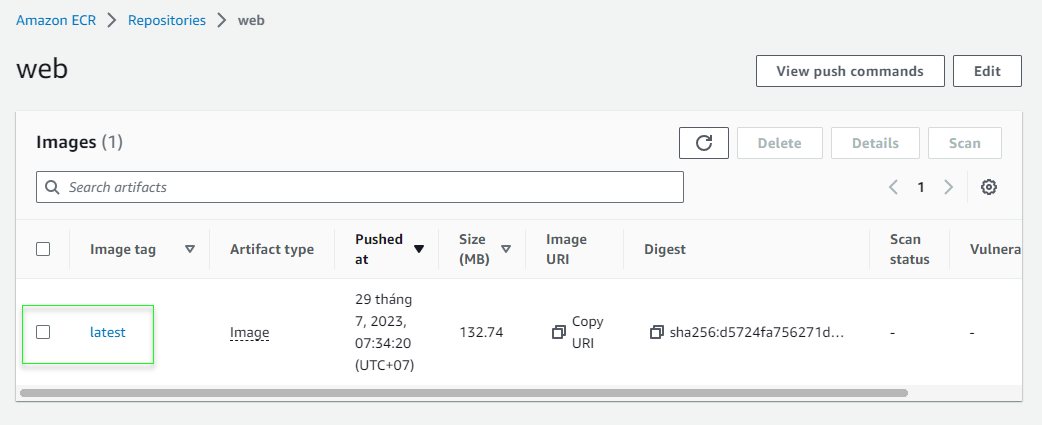 Amazon ECR > Repositories > web
web
View push commands
Edit
Images (1)
Delete
Details
Scan
Search artifacts
1
Image tag
Artifact type
Pushed
at
Size
(MB)
Image
URI
Digest
Scan
status
Vulnera
latest
Image
29 tháng
7, 2023,
07:34:20
(UTC+07)
132.74
Copy
URI
sha256:d5724fa756271d...
-
-